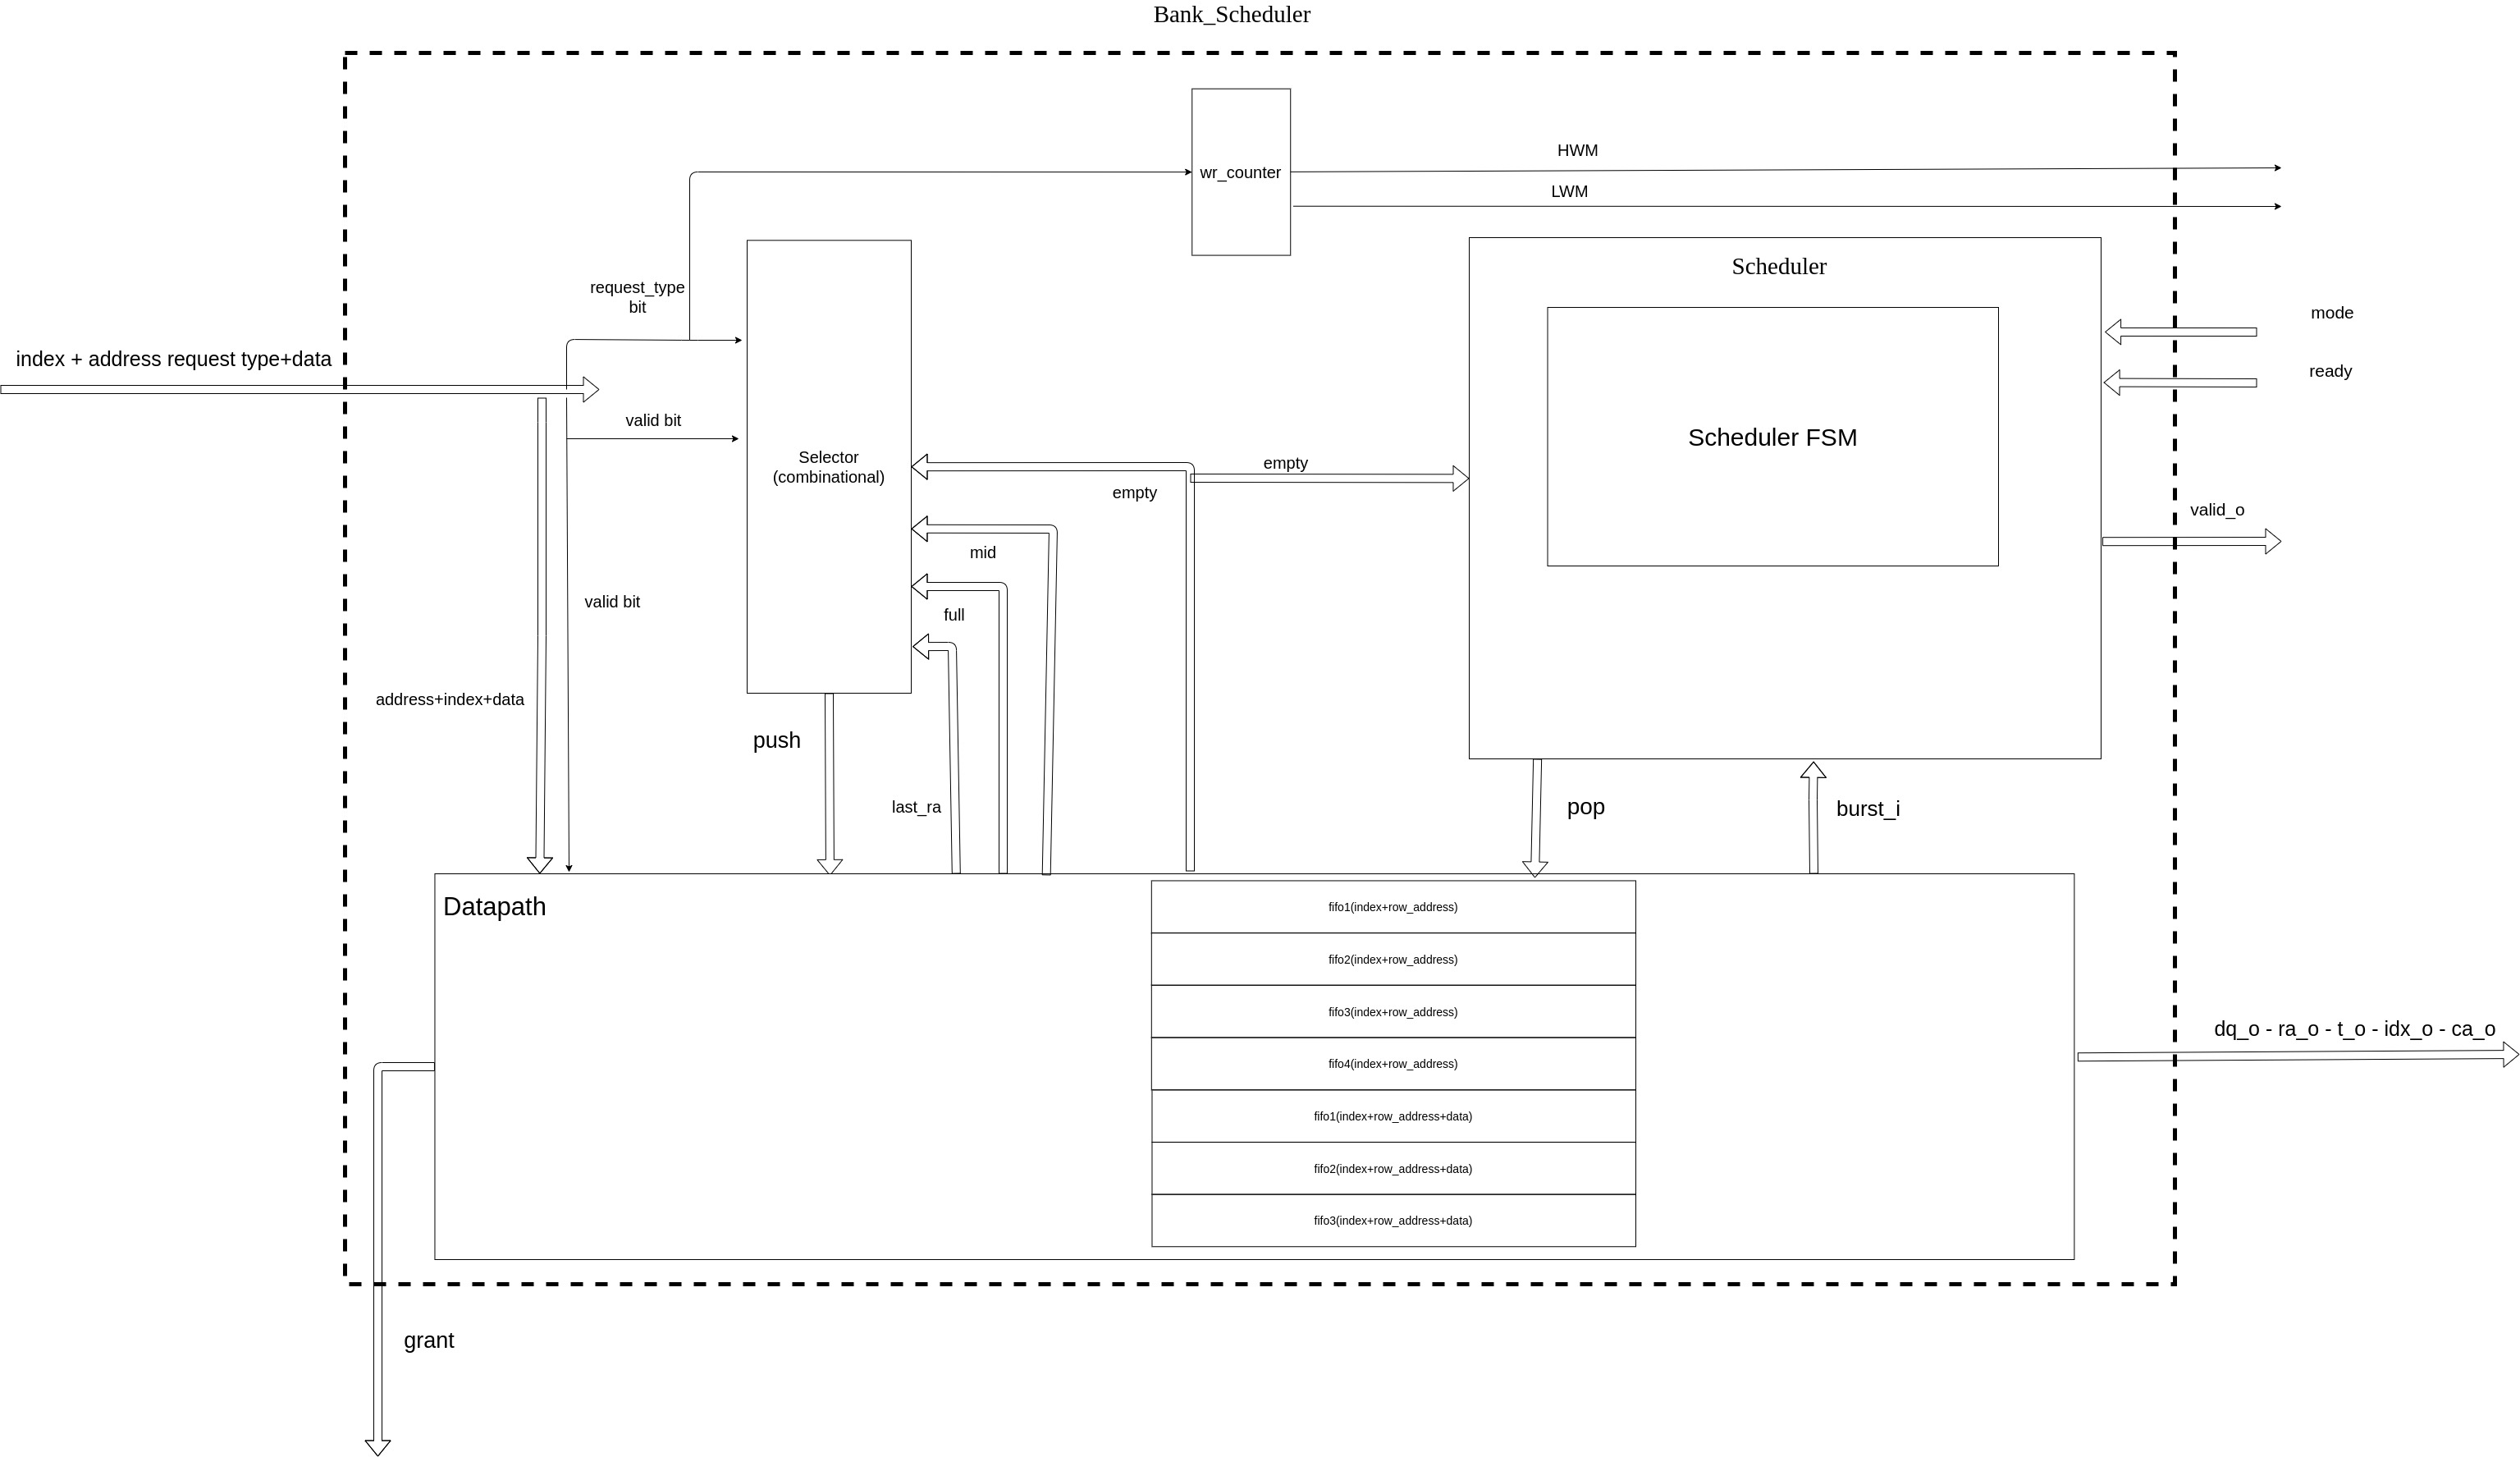 Bank_Scheduler
wr_counter
HWM
LWM
Scheduler
request_type
bit
mode
index + address request type+data
ready
valid bit
Scheduler FSM
Selector
(combinational)
empty
empty
valid_o
mid
valid bit
full
address+index+data
push
last_ra
pop
burst_i
Datapath
fifo1(index+row_address)
fifo2(index+row_address)
fifo3(index+row_address)
dq_o - ra_o - t_o - idx_o - ca_o
fifo4(index+row_address)
fifo1(index+row_address+data)
fifo2(index+row_address+data)
fifo3(index+row_address+data)
grant